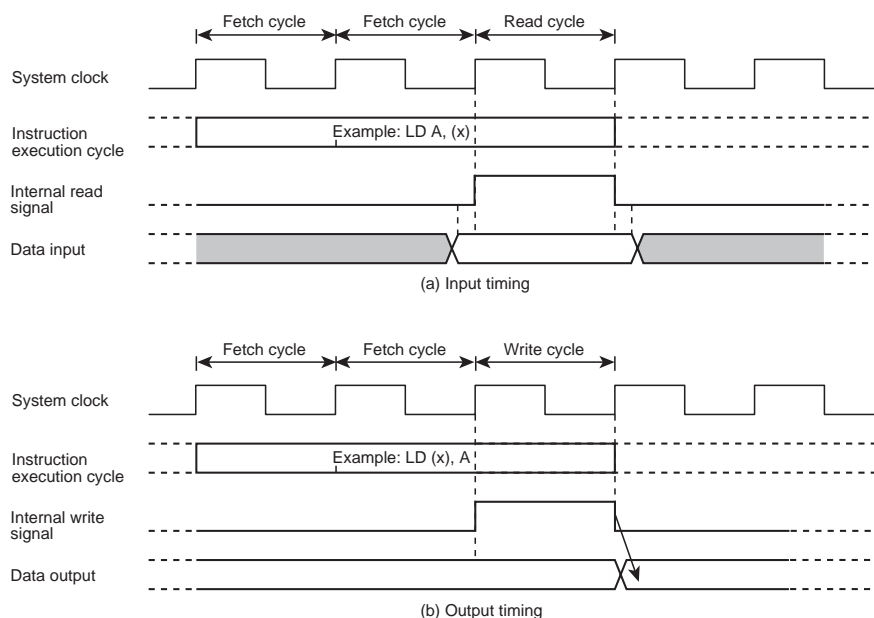 Fetch cycle Fetch cycle Read cycle
System clock
Instruction
execution cycle
Example: LD A, (x)
Internal read
signal
Data input
(a) Input timing
Fetch cycle Fetch cycle Write cycle
System clock
Instruction
execution cycle
Example: LD (x), A
Internal write
signal
Data output
(b) Output timing